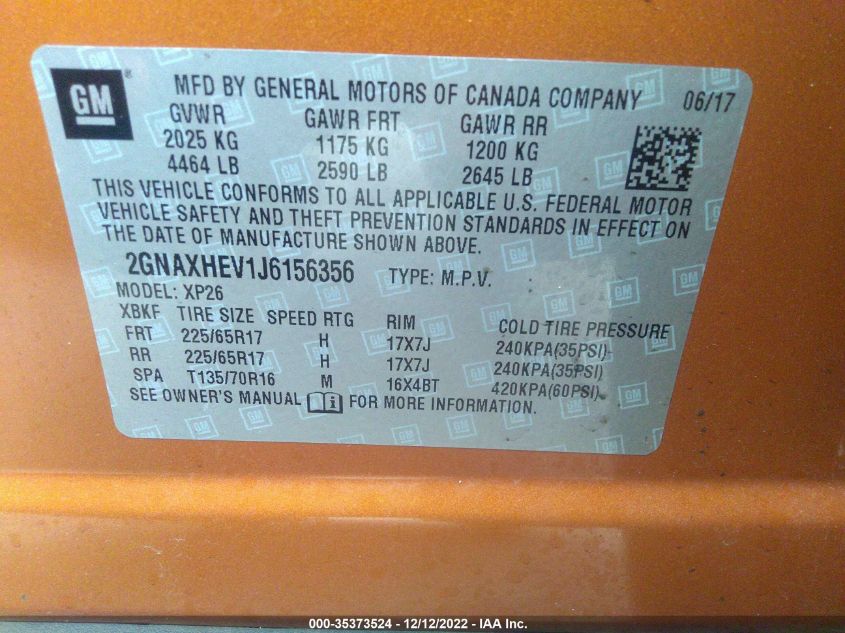 GM ® MFD BY GENERAL MOTORS OF CANADA COMPANY 06/17
GVWR GAWR FRT GAWR RR
2025 KG 1175 KG 1200 KG
4464 LB 2590 LB 2645 LB
THIS VEHICLE CONFORMS TO ALL APPLICABLE U.S. FEDERAL MOTOR
VEHICLE SAFETY AND THEFT PREVENTION STANDARDS IN EFFECT ON
THE DATE OF MANUFACTURE SHOWN ABOVE.
2GNAXHEV1J6156356 TYPE: M.P.V.
MODEL: XP26
XBKF TIRE SIZE SPEED RTG RIM COLD TIRE PRESSURE
FRT 225/65R17 H 17X7J 240KPA(35PSI)
RR 225/65R17 H 17X7J 240KPA(35PSI)
SPA T135/70R16 M 16X4BT 420KPA(60PSI)
SEE OWNER'S MANUAL i FOR MORE INFORMATION.
000-35373524 - 12/12/2022 - IAA Inc.